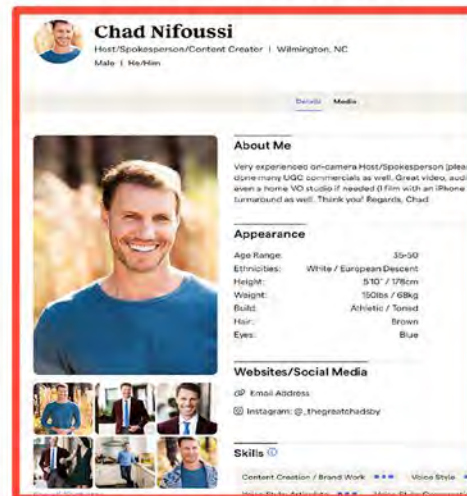 Chad Nifoussi
Host/Spokesperson/Content Creator | Wilmington, NC
Male | He/Him
Details Media
About Me
Very experienced on-camera Host/Spokesperson (pleas
done many UGC commercials as well. Great video, audi
even a home VO studio if needed (I film with an iPhone
turnaround as well. Thank you! Regards, Chad
Appearance
Age Range: 35-50
Ethnicities: White / European Descent
Height: 5'10" / 178cm
Weight: 150lbs / 68kg
Build: Athletic / Toned
Hair: Brown
Eyes: Blue
Websites/Social Media
Email Address
Instagram: @_thegreatchadsby
Skills
Content Creation / Brand Work Voice Style